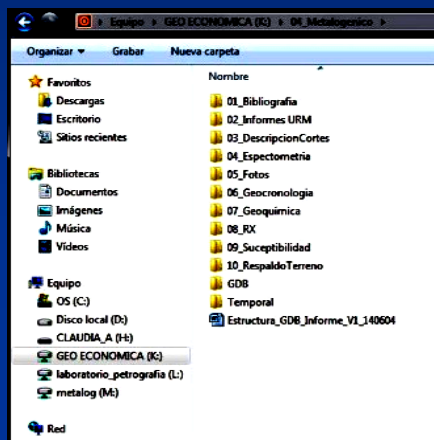 Equipo ▸ GEO ECONOMICA (K:) ▸ 04_Metalogenico ▸
Organizar Grabar Nueva carpeta
Favoritos
Descargas
Escritorio
Sitios recientes
Bibliotecas
Documentos
Imágenes
Música
Vídeos
Equipo
OS (C:)
Disco local (D:)
CLAUDIA_A (H:)
GEO ECONOMICA (K:)
laboratorio_petrografia (L:)
metalog (M:)
Red
Nombre
01_Bibliografia
02_Informes URM
03_DescripcionCortes
04_Espectometria
05_Fotos
06_Geocronologia
07_Geoquimica
08_RX
09_Suceptibilidad
10_RespaldoTerreno
GDB
Temporal
Estructura_GDB_Informe_V1_140604